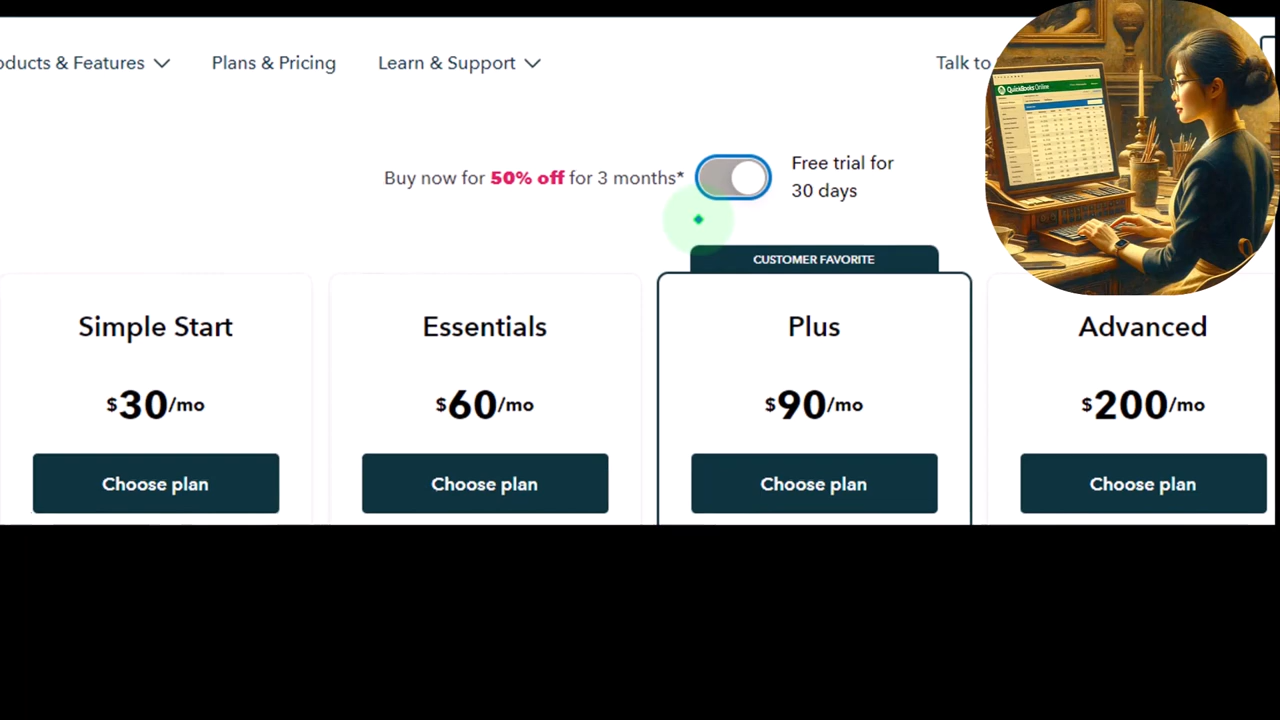 oducts & Features
Plans & Pricing
Learn & Support
Talk to
QuickBooks Online
Buy now for 50% off for 3 months*
Free trial for
30 days
CUSTOMER FAVORITE
Simple Start
Essentials
Plus
Advanced
$30/mo
$60/mo
$90/mo
$200/mo
Choose plan
Choose plan
Choose plan
Choose plan